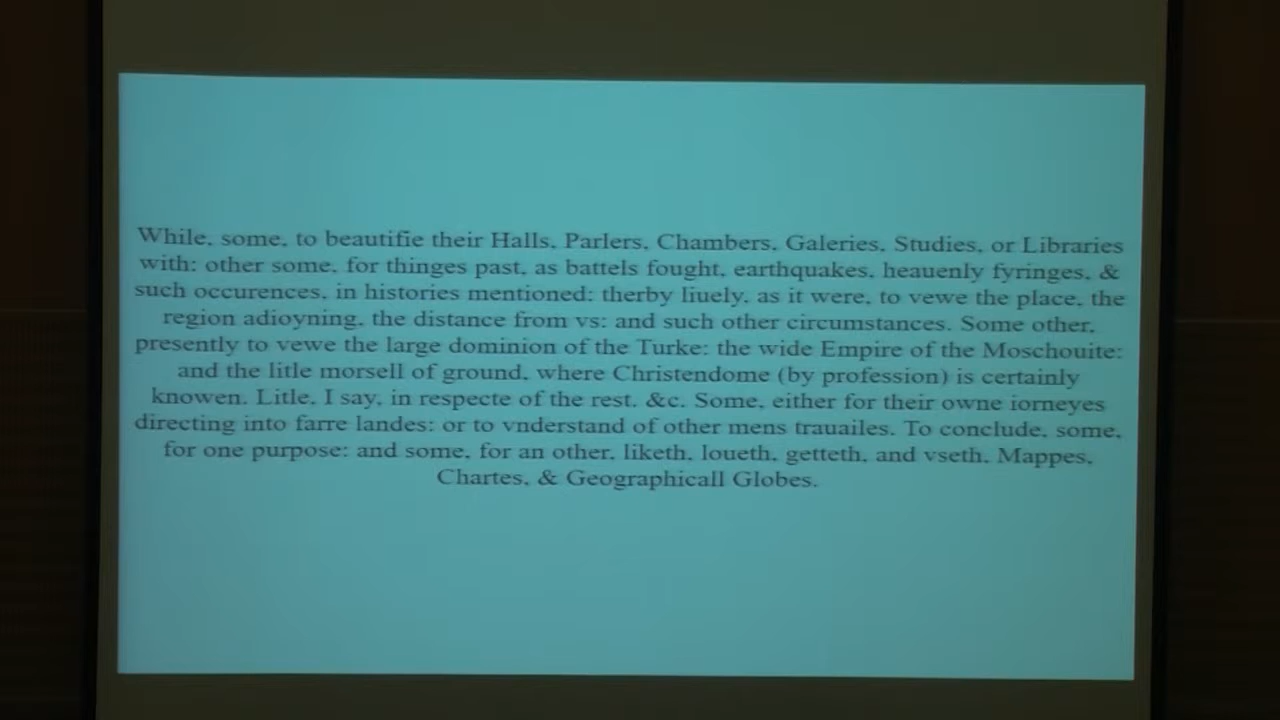 While, some, to beautifie their Halls, Parlers, Chambers, Galeries, Studies, or Libraries
with: other some, for thinges past, as battels fought, earthquakes, heauenly fyringes, &
such occurences, in histories mentioned: therby liuely, as it were, to vewe the place, the
region adioyning, the distance from vs: and such other circumstances. Some other,
presently to vewe the large dominion of the Turke: the wide Empire of the Moschouite:
and the litle morsell of ground, where Christendome (by profession) is certainly
knowen. Litle, I say, in respecte of the rest. &c. Some, either for their owne iorneyes
directing into farre landes: or to vnderstand of other mens trauailes. To conclude, some,
for one purpose: and some, for an other, liketh, loueth, getteth, and vseth, Mappes,
Chartes, & Geographicall Globes.